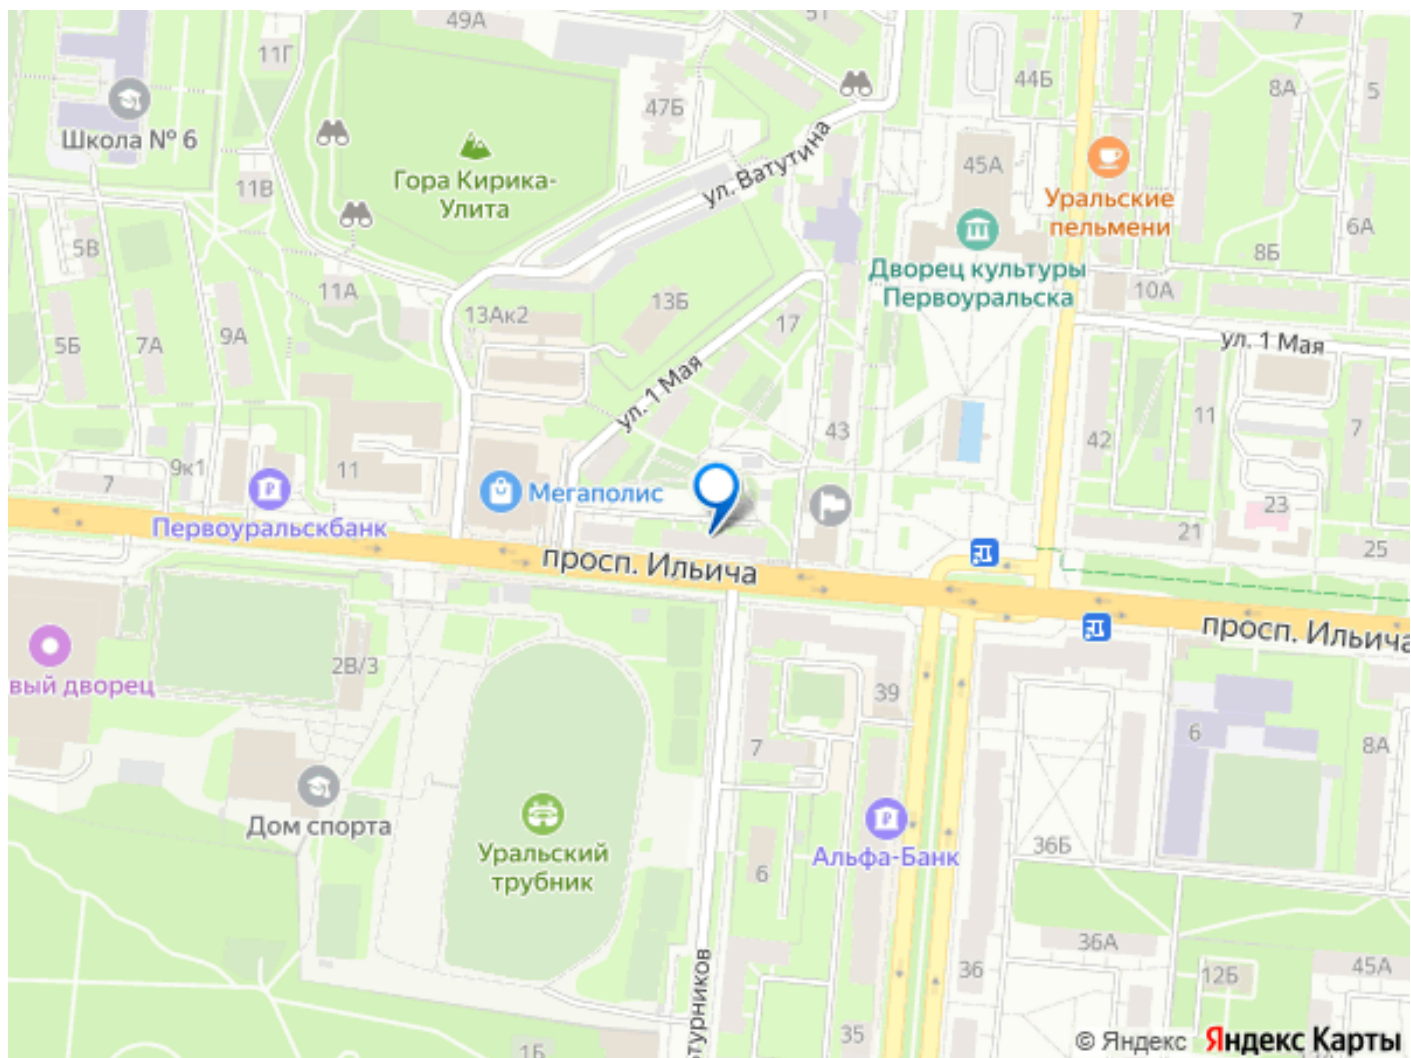 49А
51
7
11Г
44Б
8А
5
47Б
Школа № 6
45А
ул. Ватутина
Гора Кирика-
Улита
11В
Уральские
пельмени
6А
5В
8Б
Дворец культуры
Первоуральска
11А
13Б
10А
13Ак2
17
5Б
7А
9А
ул. 1 Мая
ул. 1 Мая
11
43
42
7
9к1
11
7
Мегаполис
23
Первоуральскбанк
21
25
просп. Ильича
просп. Ильича
2В/3
вый дворец
39
7
6
8А
Дом спорта
Уральский
трубник
Альфа-Банк
36Б
6
36А
36
12Б
45А
турников
35
1Б
© Яндекс Яндекс Карты